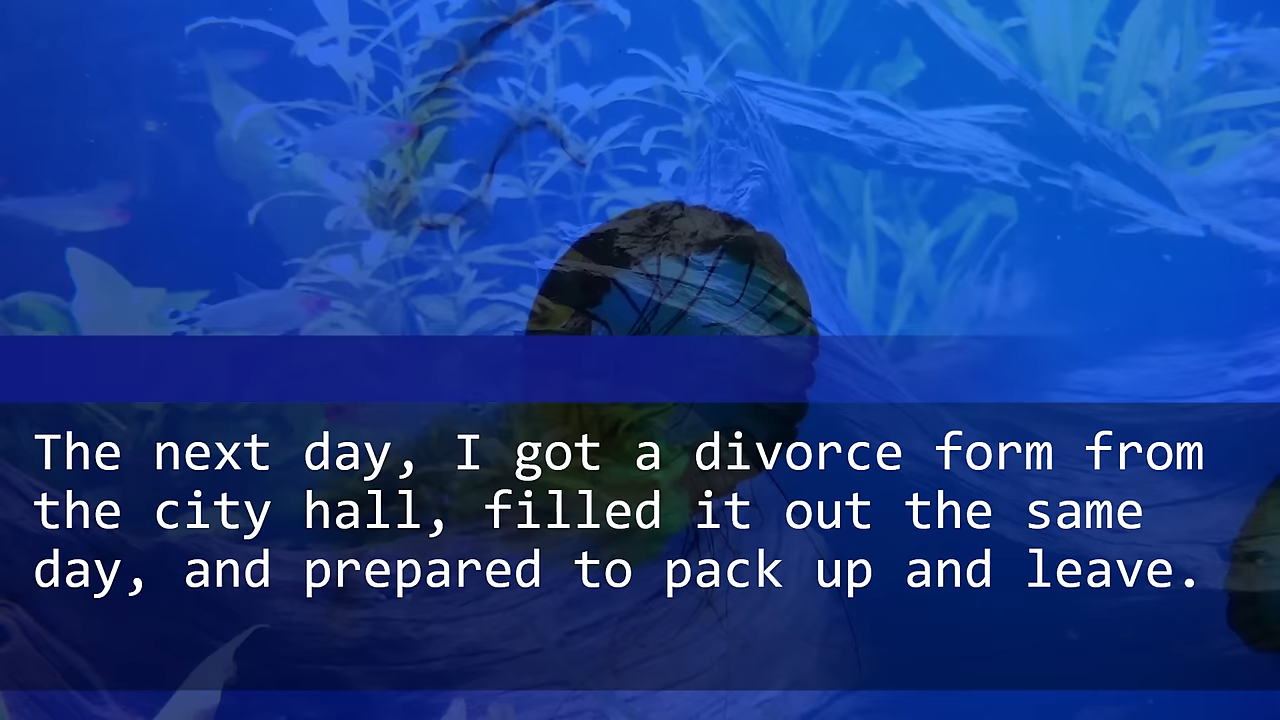 The next day, I got a divorce form from
the city hall, filled it out the same
day, and prepared to pack up and leave.